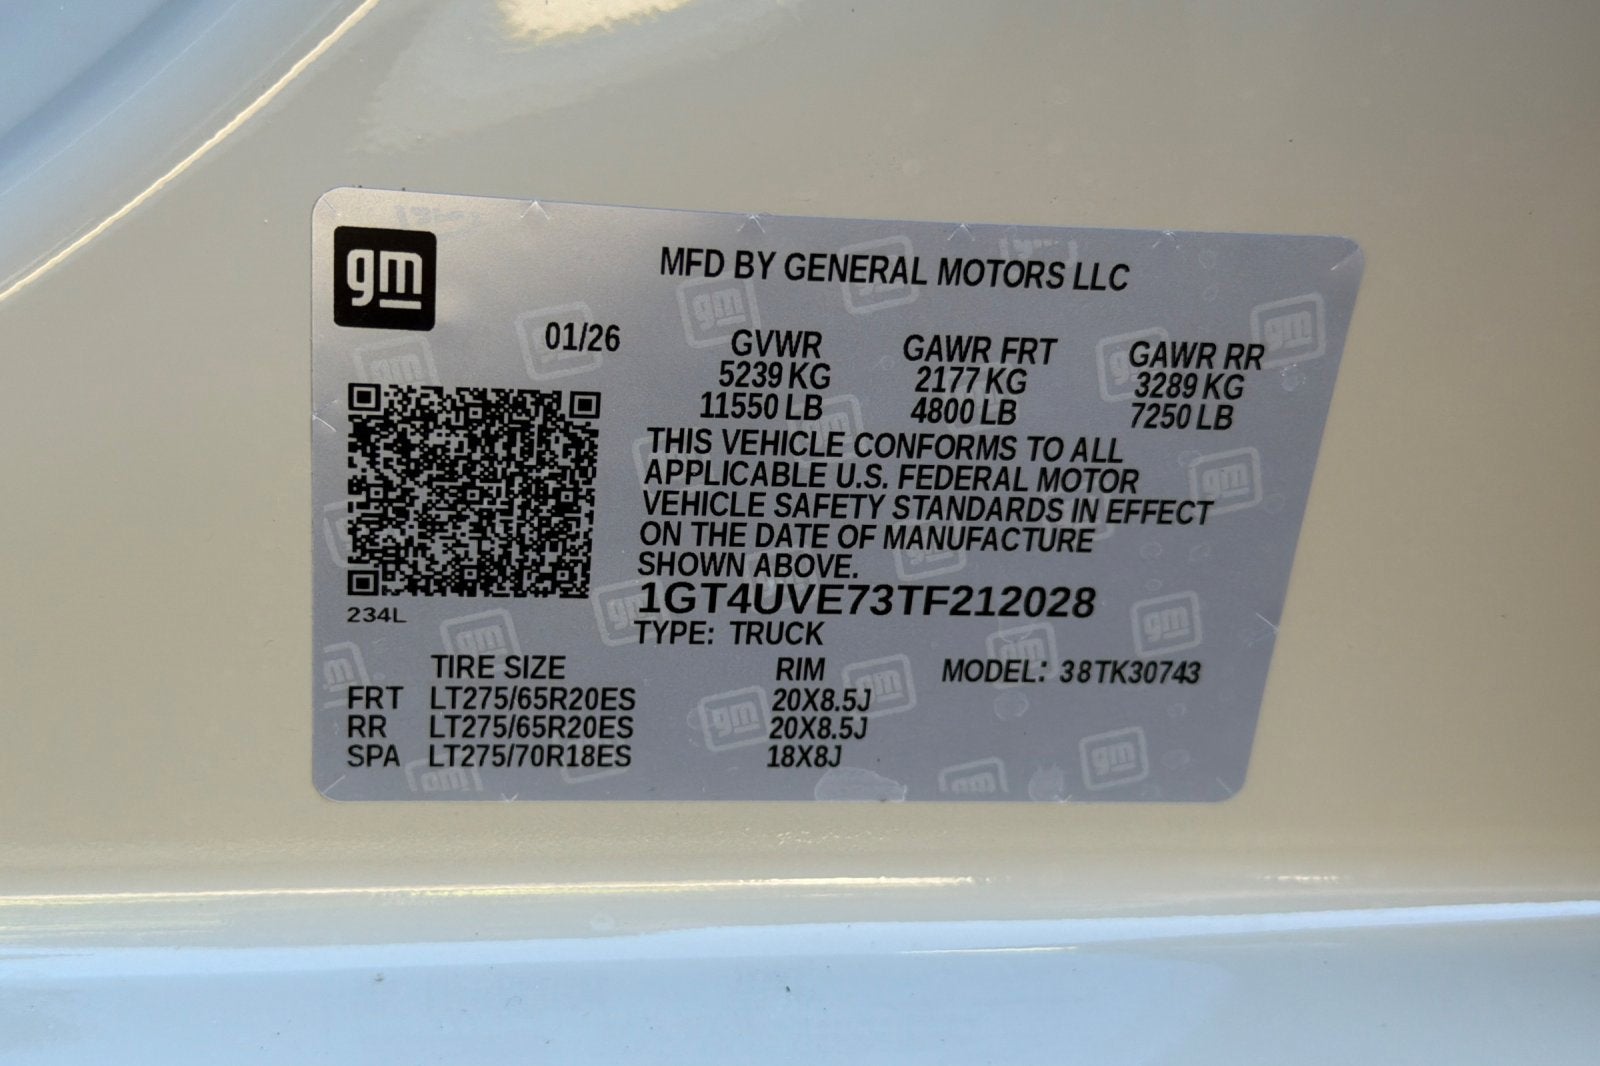 gm
MFD BY GENERAL MOTORS LLC
01/26
GVWR GAWR FRT GAWR RR
5239 KG 2177 KG 3289 KG
11550 LB 4800 LB 7250 LB
THIS VEHICLE CONFORMS TO ALL
APPLICABLE U.S. FEDERAL MOTOR
VEHICLE SAFETY STANDARDS IN EFFECT
ON THE DATE OF MANUFACTURE
SHOWN ABOVE.
1GT4UVE73TF212028
234L
TYPE: TRUCK
TIRE SIZE RIM MODEL: 38TK30743
FRT LT275/65R20ES 20X8.5J
RR LT275/65R20ES 20X8.5J
SPA LT275/70R18ES 18X8J